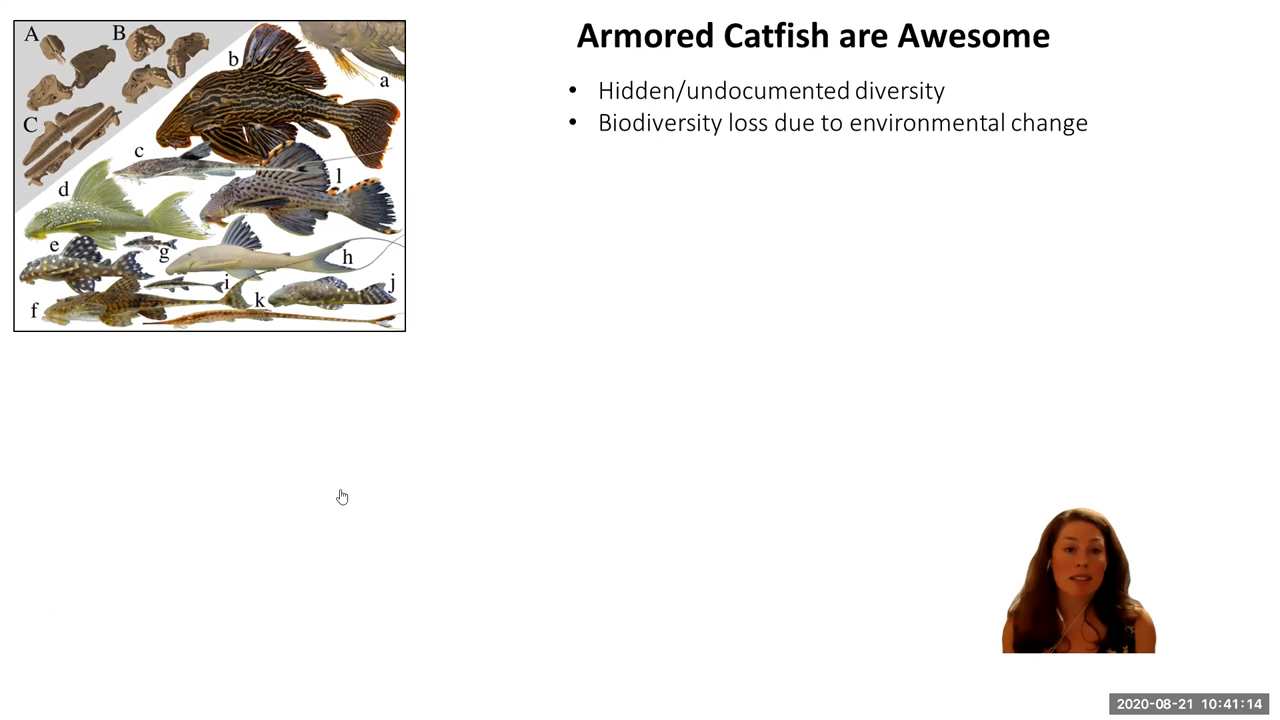 Armored Catfish are Awesome
• Hidden/undocumented diversity
• Biodiversity loss due to environmental change
A
B
C
a
b
c
d
l
e
g
h
i
j
f
k
2020-08-21 10:41:14